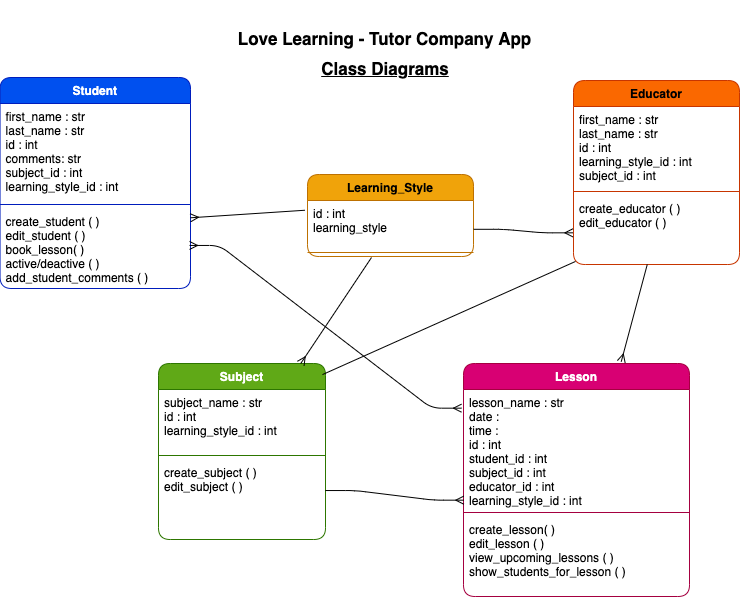 Love Learning - Tutor Company App
Class Diagrams
Student
first_name : str
last_name : str
id : int
comments: str
subject_id : int
learning_style_id : int
create_student ( )
edit_student ( )
book_lesson( )
active/deactive ( )
add_student_comments ( )
Learning_Style
id : int
learning_style
Educator
first_name : str
last_name : str
id : int
learning_style_id : int
subject_id : int
create_educator ( )
edit_educator ( )
Subject
subject_name : str
id : int
learning_style_id : int
create_subject ( )
edit_subject ( )
Lesson
lesson_name : str
date :
time :
id : int
student_id : int
subject_id : int
educator_id : int
learning_style_id : int
create_lesson( )
edit_lesson ( )
view_upcoming_lessons ( )
show_students_for_lesson ( )